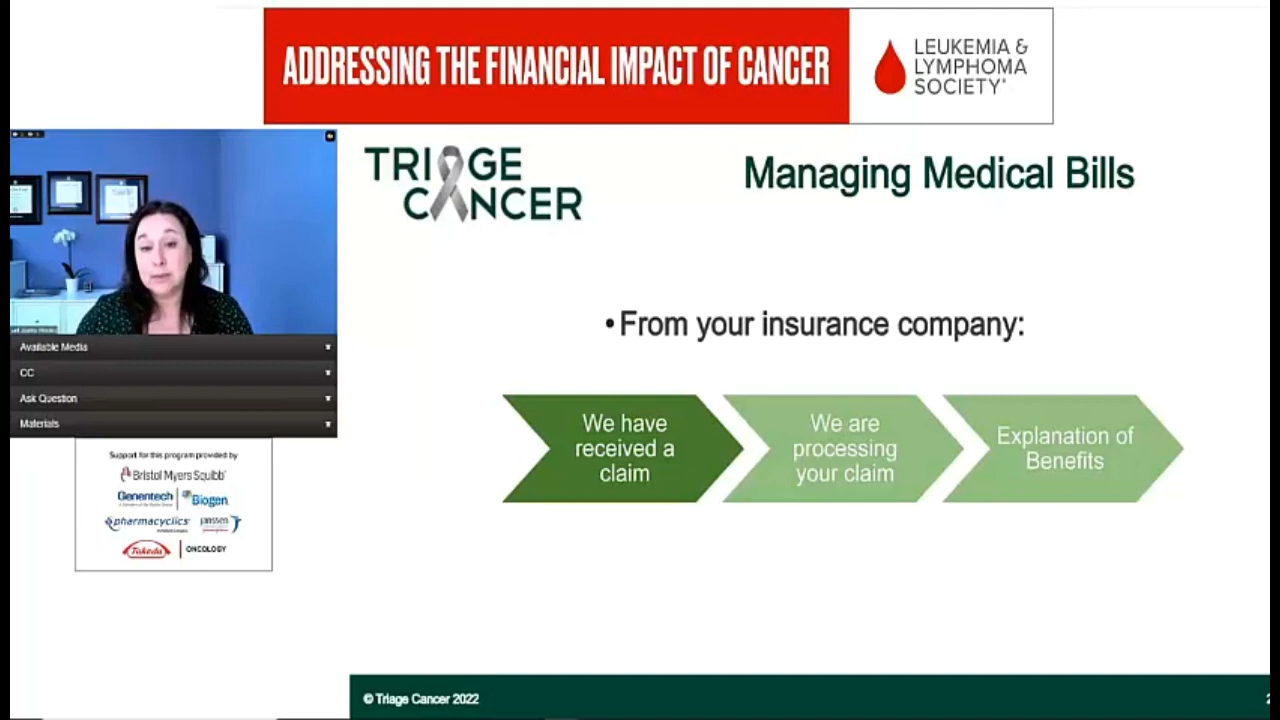 ADDRESSING THE FINANCIAL IMPACT OF CANCER
LEUKEMIA &
LYMPHOMA
SOCIETY
TRIAGE
CANCER
Managing Medical Bills
•From your insurance company:
We have
received a
claim
We are
processing
your claim
Explanation of
Benefits
Available Media
CC
Ask Question
Materials
Support for this program provided by
Bristol Myers Squibb
Genentech
Biogen
pharmacyclics
janssen
Takeda
ONCOLOGY
© Triage Cancer 2022